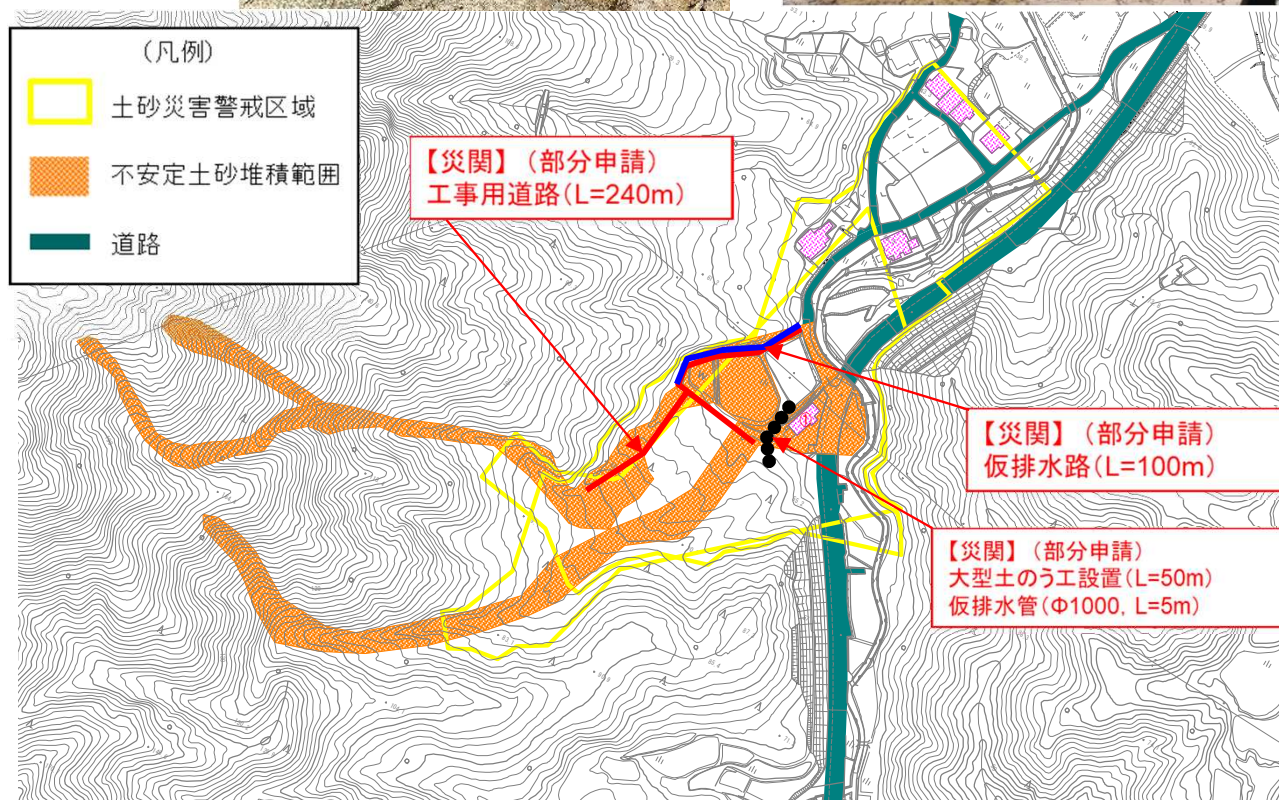 (凡例)
土砂災害警戒区域
不安定土砂堆積範囲
道路
【災関】(部分申請)
工事用道路(L=240m)
【災関】(部分申請)
仮排水路(L=100m)
【災関】(部分申請)
大型土のう工設置(L=50m)
仮排水管(Φ1000, L=5m)